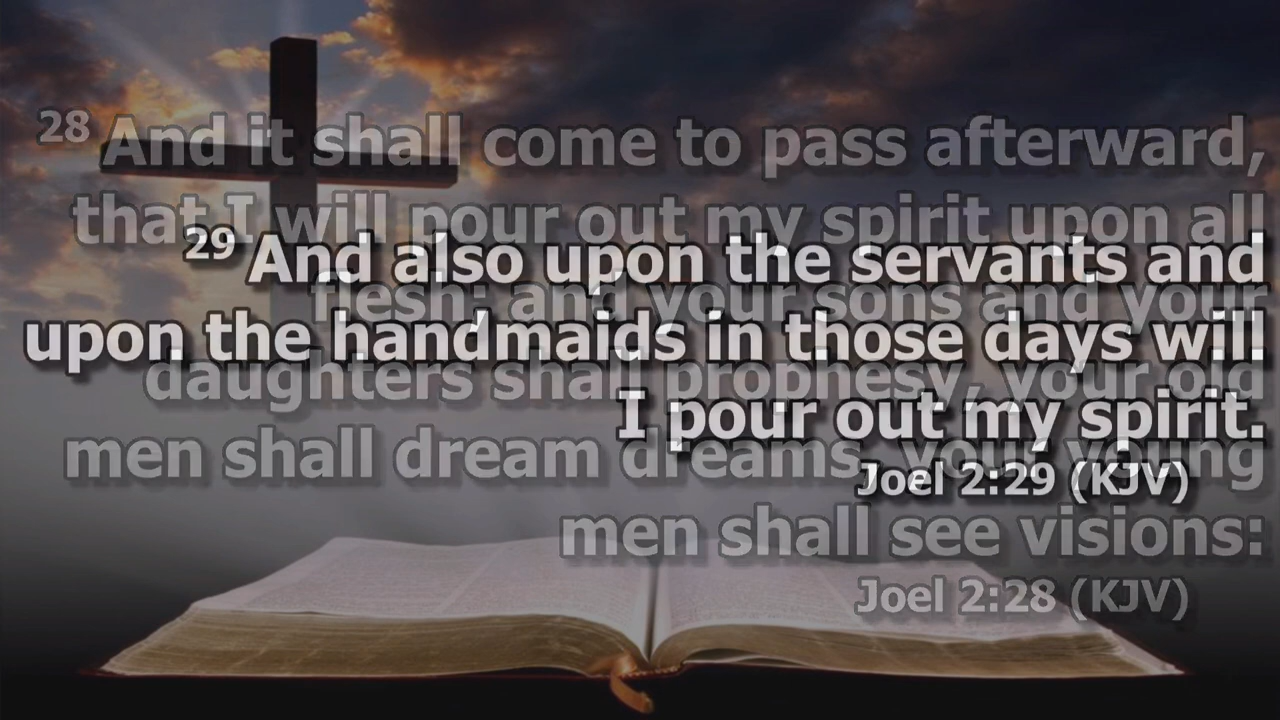 28 And it shall come to pass afterward,
that I will pour out my spirit upon all
flesh; and your sons and your
daughters shall prophesy, your old
men shall dream dreams, your young
men shall see visions:
Joel 2:28 (KJV)
29 And also upon the servants and
upon the handmaids in those days will
I pour out my spirit.
Joel 2:29 (KJV)